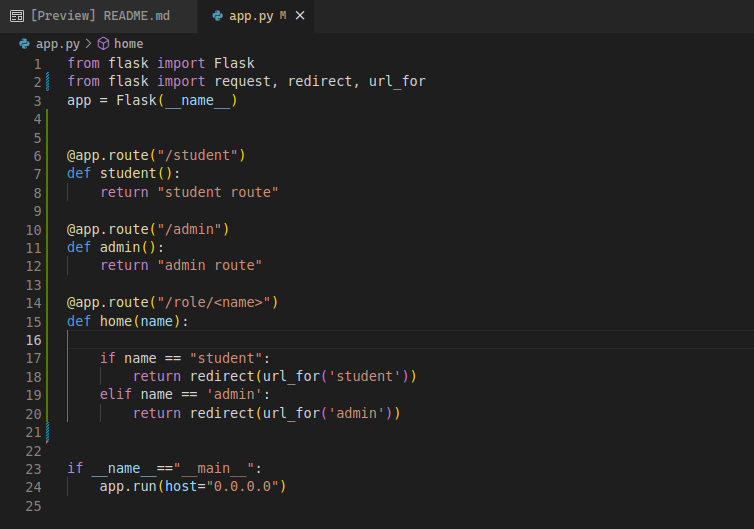 [Preview] README.md app.py M
app.py > home
1 from flask import Flask
2 from flask import request, redirect, url_for
3 app = Flask(__name__)
4
5
6 @app.route("/student")
7 def student():
8     return "student route"
9
10 @app.route("/admin")
11 def admin():
12     return "admin route"
13
14 @app.route("/role/<name>")
15 def home(name):
16
17     if name == "student":
18         return redirect(url_for('student'))
19     elif name == 'admin':
20         return redirect(url_for('admin'))
21
22
23 if __name__=="__main__":
24     app.run(host="0.0.0.0")
25